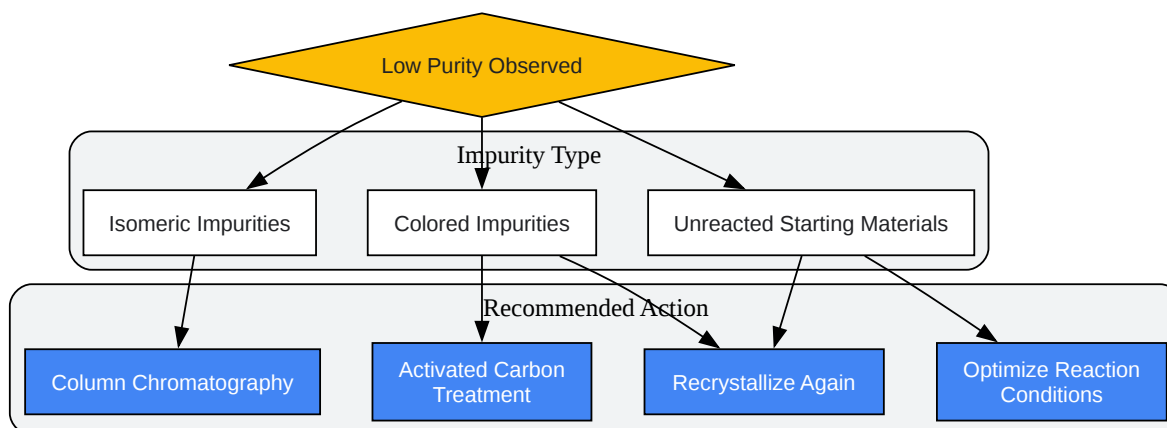 Low Purity Observed
Impurity Type
Isomeric Impurities
Colored Impurities
Unreacted Starting Materials
Recommended Action
Column Chromatography
Activated Carbon
Treatment
Recrystallize Again
Optimize Reaction
Conditions